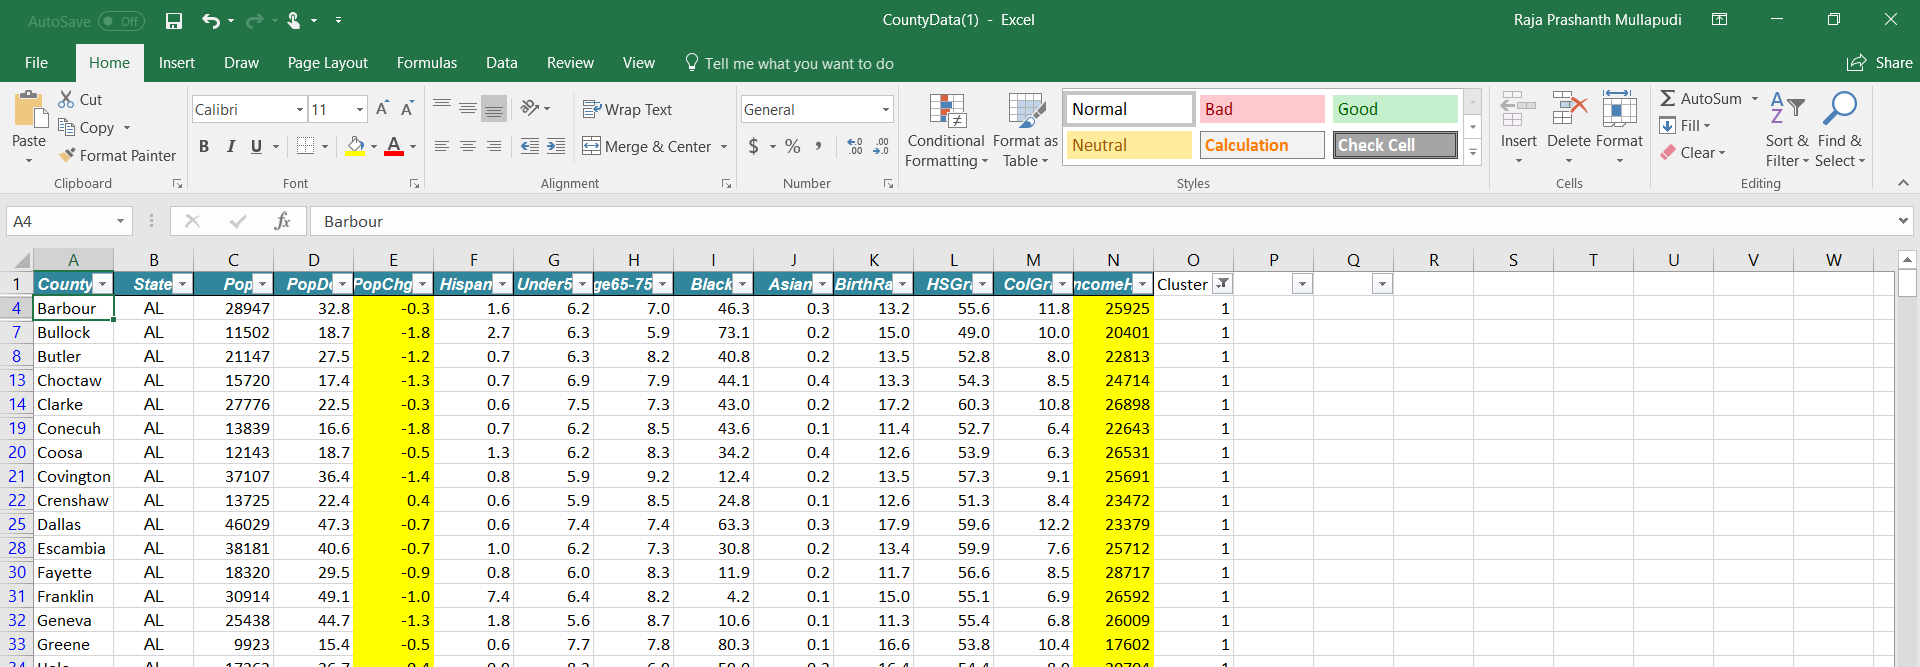 AutoSave Off CountyData(1) - Excel Raja Prashanth Mullapudi
File Home Insert Draw Page Layout Formulas Data Review View Tell me what you want to do Share
Paste Cut Copy Format Painter Clipboard
Calibri 11 B I U A A A Font
Wrap Text Merge & Center Alignment
General $ % , Number
Conditional Formatting Format as Table Normal Bad Good Neutral Calculation Check Cell Styles
Insert Delete Format Cells
AutoSum Fill Clear Sort & Filter Find & Select Editing
A4 fx Barbour
A B C D E F G H I J K L M N O P Q R S T U V W
1 County State Pop PopDe PopChg Hispan Under5 ge65-75 Black Asian BirthRa HSGr ColGr ncomeH Cluster
4 Barbour AL 28947 32.8 -0.3 1.6 6.2 7.0 46.3 0.3 13.2 55.6 11.8 25925 1
7 Bullock AL 11502 18.7 -1.8 2.7 6.3 5.9 73.1 0.2 15.0 49.0 10.0 20401 1
8 Butler AL 21147 27.5 -1.2 0.7 6.3 8.2 40.8 0.2 13.5 52.8 8.0 22813 1
13 Choctaw AL 15720 17.4 -1.3 0.7 6.9 7.9 44.1 0.4 13.3 54.3 8.5 24714 1
14 Clarke AL 27776 22.5 -0.3 0.6 7.5 7.3 43.0 0.2 17.2 60.3 10.8 26898 1
19 Conecuh AL 13839 16.6 -1.8 0.7 6.2 8.5 43.6 0.1 11.4 52.7 6.4 22643 1
20 Coosa AL 12143 18.7 -0.5 1.3 6.2 8.3 34.2 0.4 12.6 53.9 6.3 26531 1
21 Covington AL 37107 36.4 -1.4 0.8 5.9 9.2 12.4 0.2 13.5 57.3 9.1 25691 1
22 Crenshaw AL 13725 22.4 0.4 0.6 5.9 8.5 24.8 0.1 12.6 51.3 8.4 23472 1
25 Dallas AL 46029 47.3 -0.7 0.6 7.4 7.4 63.3 0.3 17.9 59.6 12.2 23379 1
28 Escambia AL 38181 40.6 -0.7 1.0 6.2 7.3 30.8 0.2 13.4 59.9 7.6 25712 1
30 Fayette AL 18320 29.5 -0.9 0.8 6.0 8.3 11.9 0.2 11.7 56.6 8.5 28717 1
31 Franklin AL 30914 49.1 -1.0 7.4 6.4 8.2 4.2 0.1 15.0 55.1 6.9 26592 1
32 Geneva AL 25438 44.7 -1.3 1.8 5.6 8.7 10.6 0.1 11.3 55.4 6.8 26009 1
33 Greene AL 9923 15.4 -0.5 0.6 7.7 7.8 80.3 0.1 16.6 53.8 10.4 17602 1